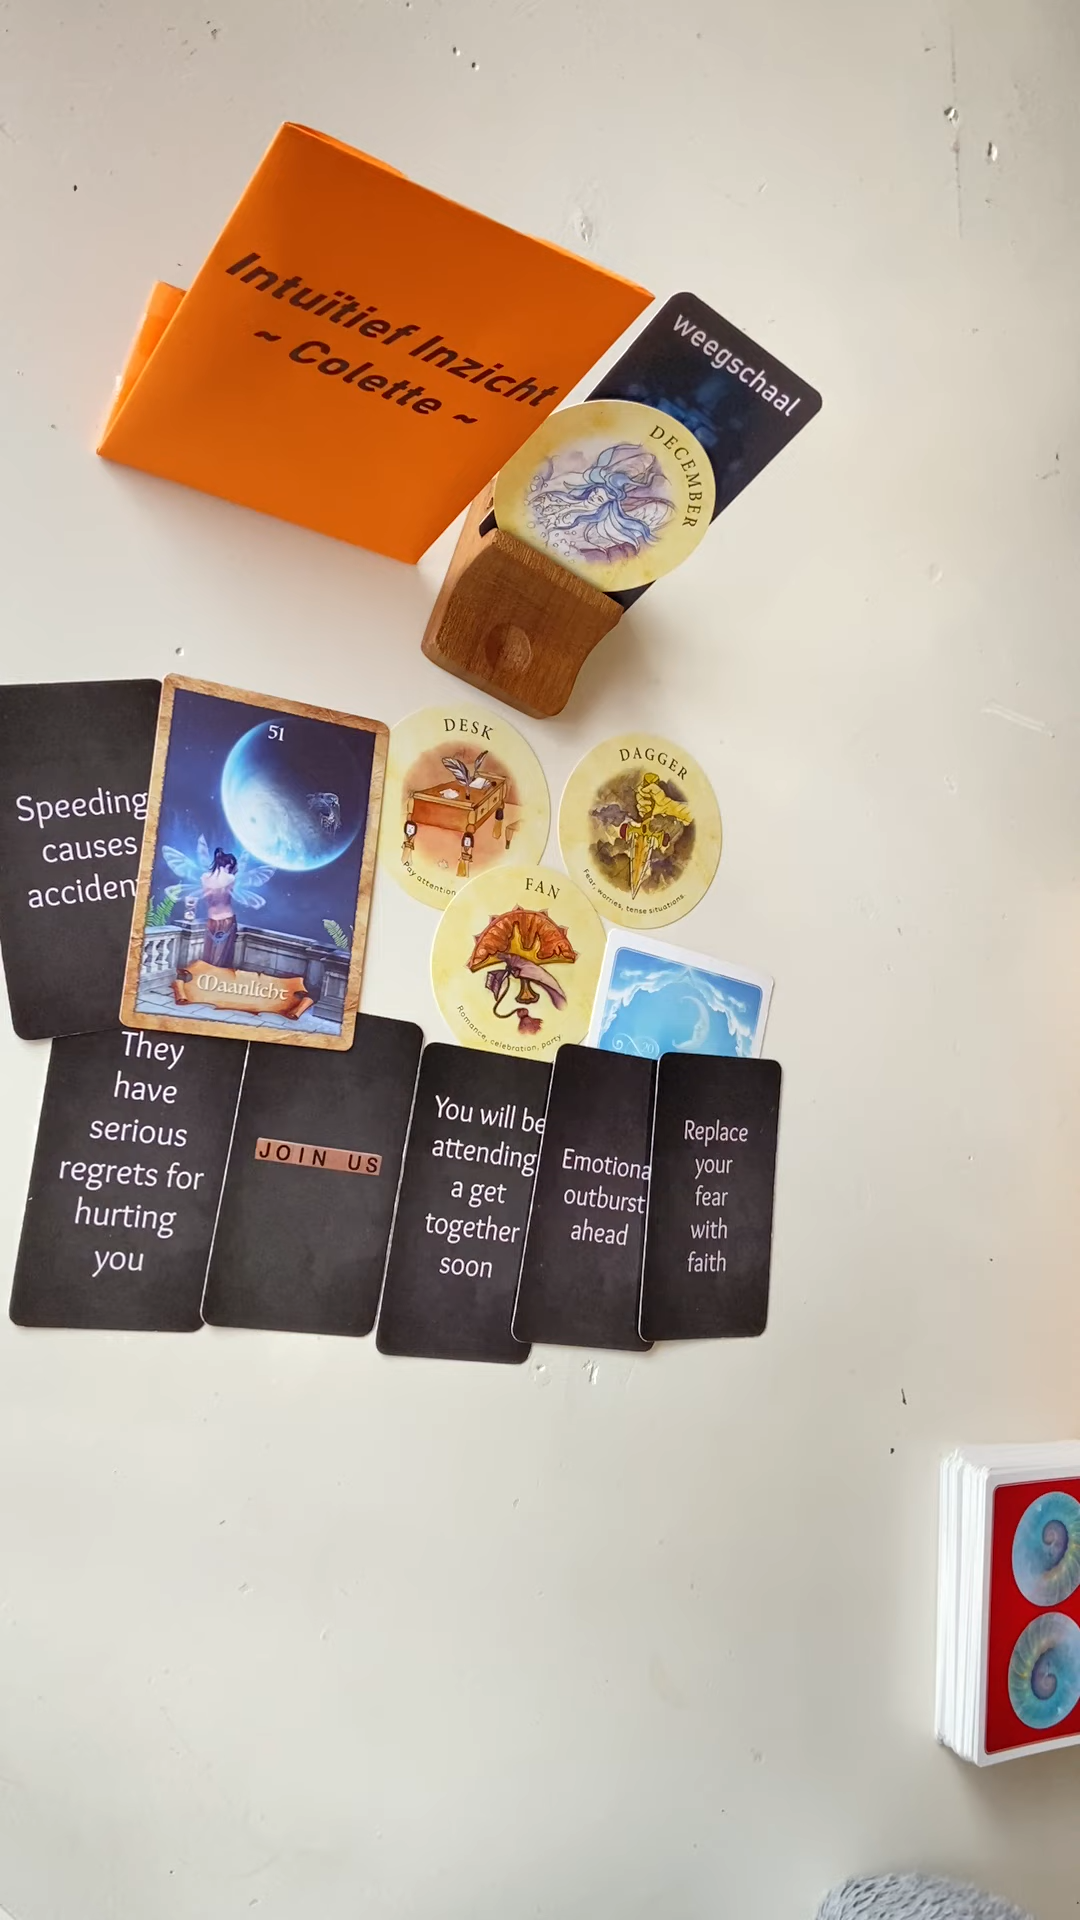 Intuïtief Inzicht
~ Colette ~
weegschaal
DECEMBER
Speeding
causes
acciden
51
Maanlicht
DESK
Pay attention
DAGGER
Fear, worries, tense situations.
FAN
Romance, celebration, party
They
have
serious
regrets for
hurting
you
JOIN US
You will be
attending
a get
together
soon
Emotiona
outburst
ahead
Replace
your
fear
with
faith